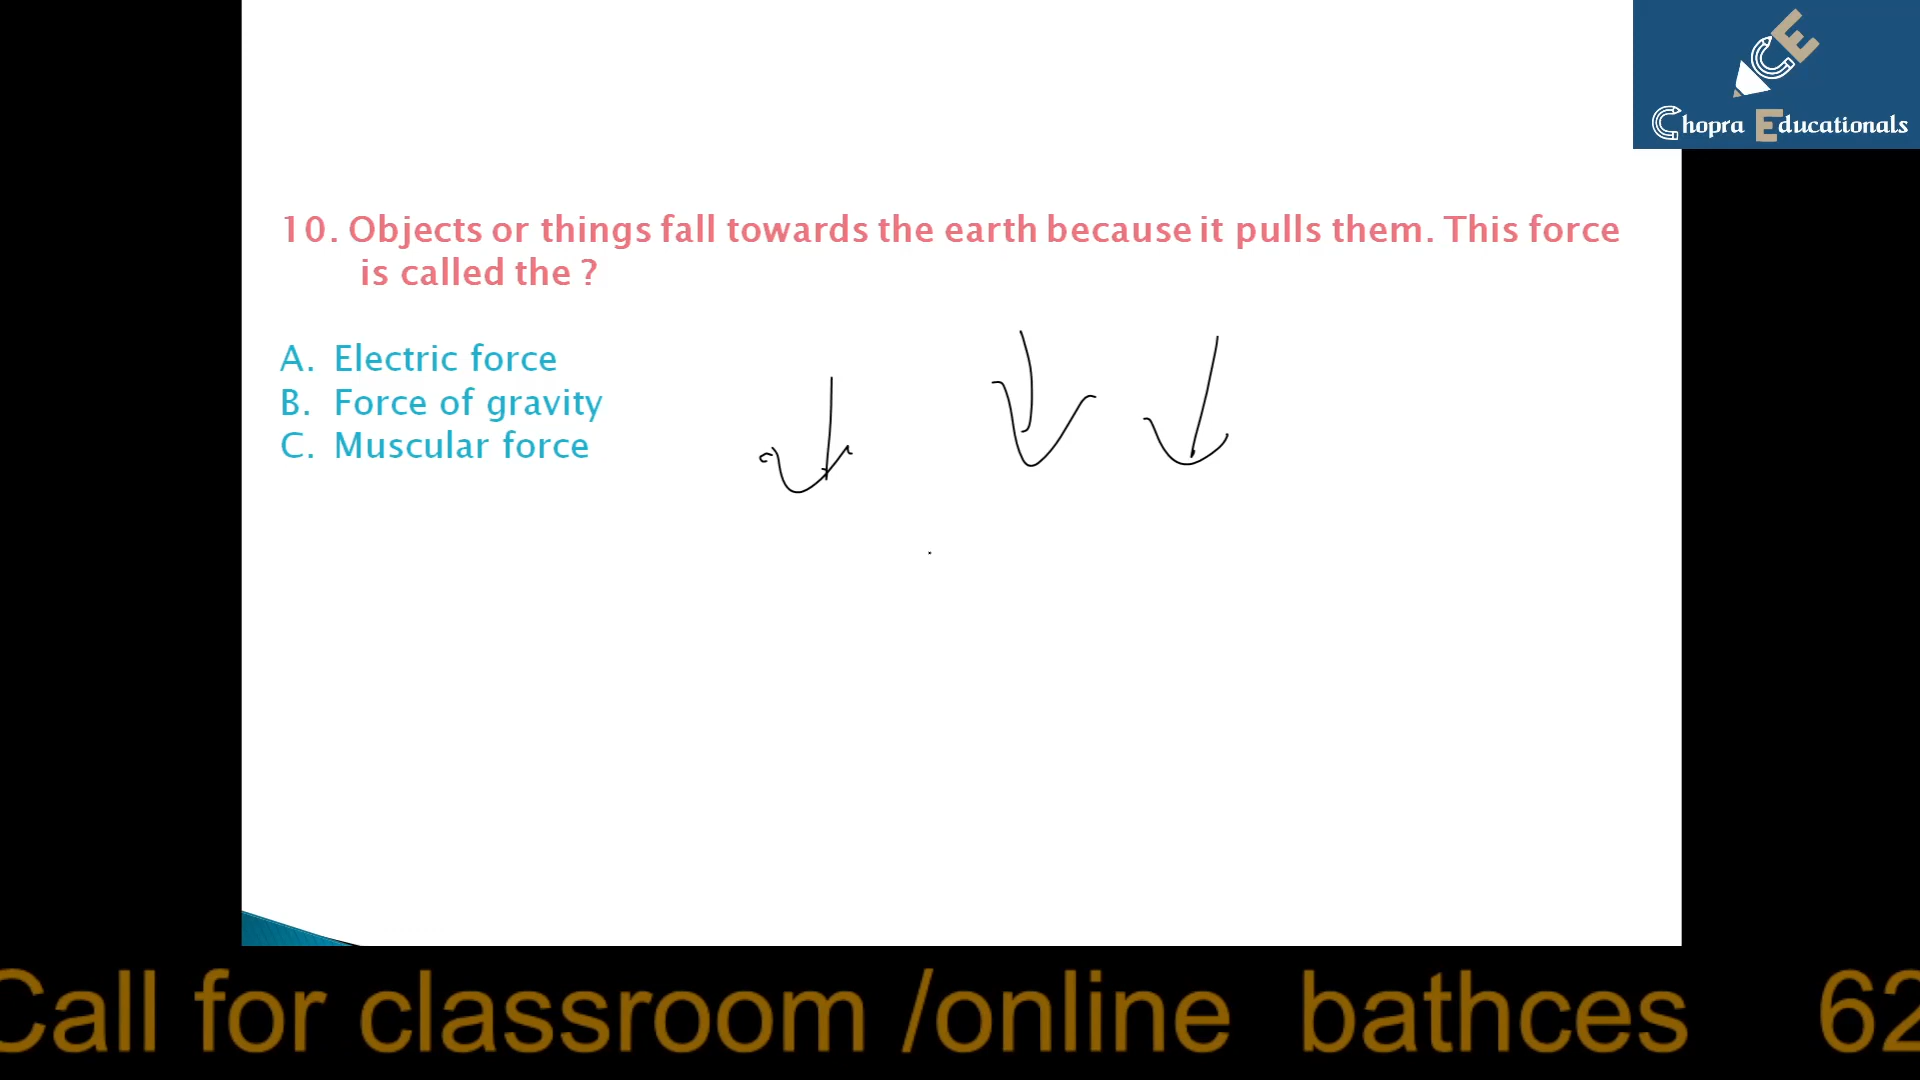 Chopra Educationals
10. Objects or things fall towards the earth because it pulls them. This force
is called the ?
A. Electric force
B. Force of gravity
C. Muscular force
Call for classroom /online bathces 62